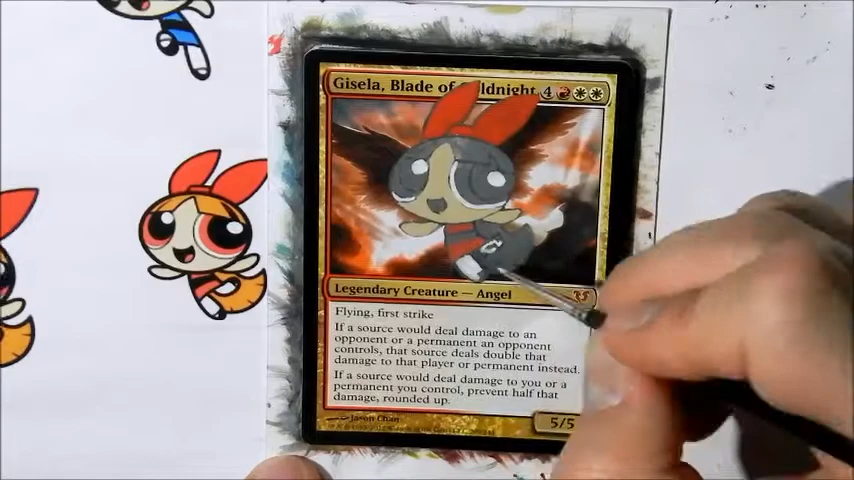 Gisela, Blade of Goldnight 4
Legendary Creature — Angel
Flying, first strike
If a source would deal damage to an
opponent or a permanent an opponent
controls, that source deals double that
damage to that player or permanent instead.
If a source would deal damage to you or a
permanent you control, prevent half that
damage, rounded up.
5/5
Jason Chan